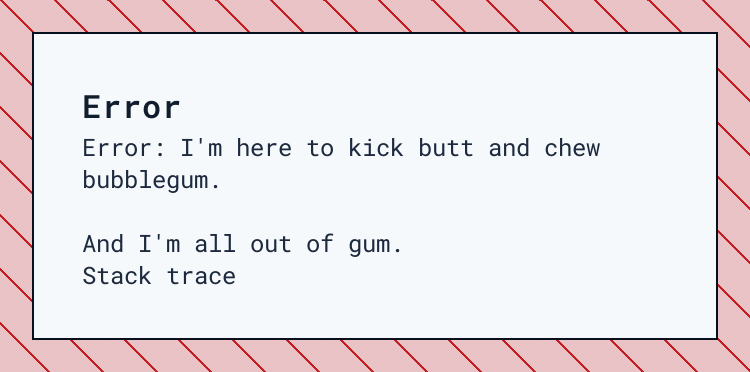 Error
Error: I'm here to kick butt and chew
bubblegum.
And I'm all out of gum.
Stack trace